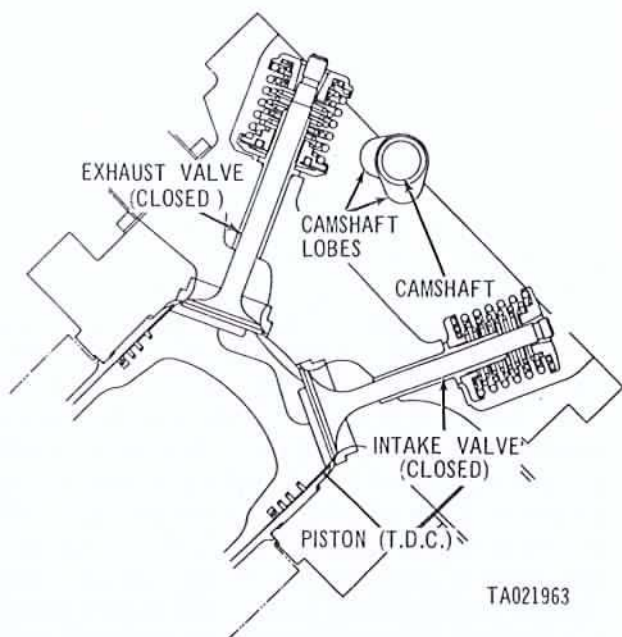 EXHAUST VALVE
(CLOSED )
CAMSHAFT
LOBES
CAMSHAFT
INTAKE VALVE
(CLOSED)
PISTON (T.D.C.)
TA021963